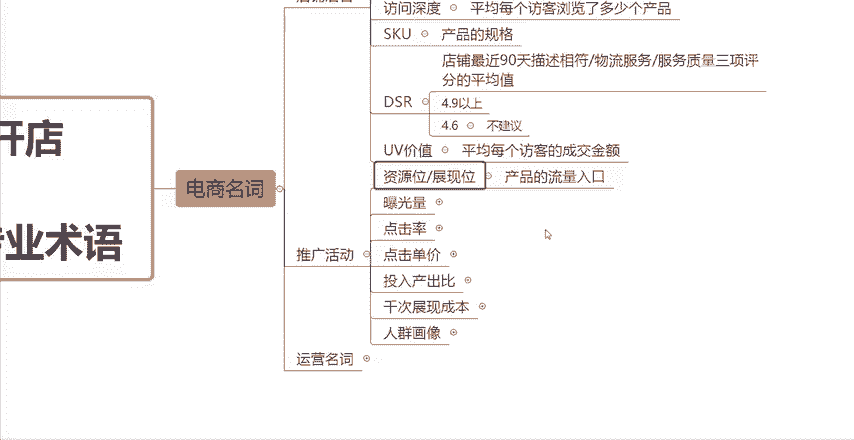 访问深度 平均每个访客浏览了多少个产品
SKU 产品的规格
店铺最近90天描述相符/物流服务/服务质量三项评
分的平均值
DSR
4.9以上
4.6 不建议
开店
UV价值 平均每个访客的成交金额
资源位/展现位 产品的流量入口
电商名词
曝光量
点击率
专业术语
推广活动
点击单价
投入产出比
千次展现成本
人群画像
运营名词